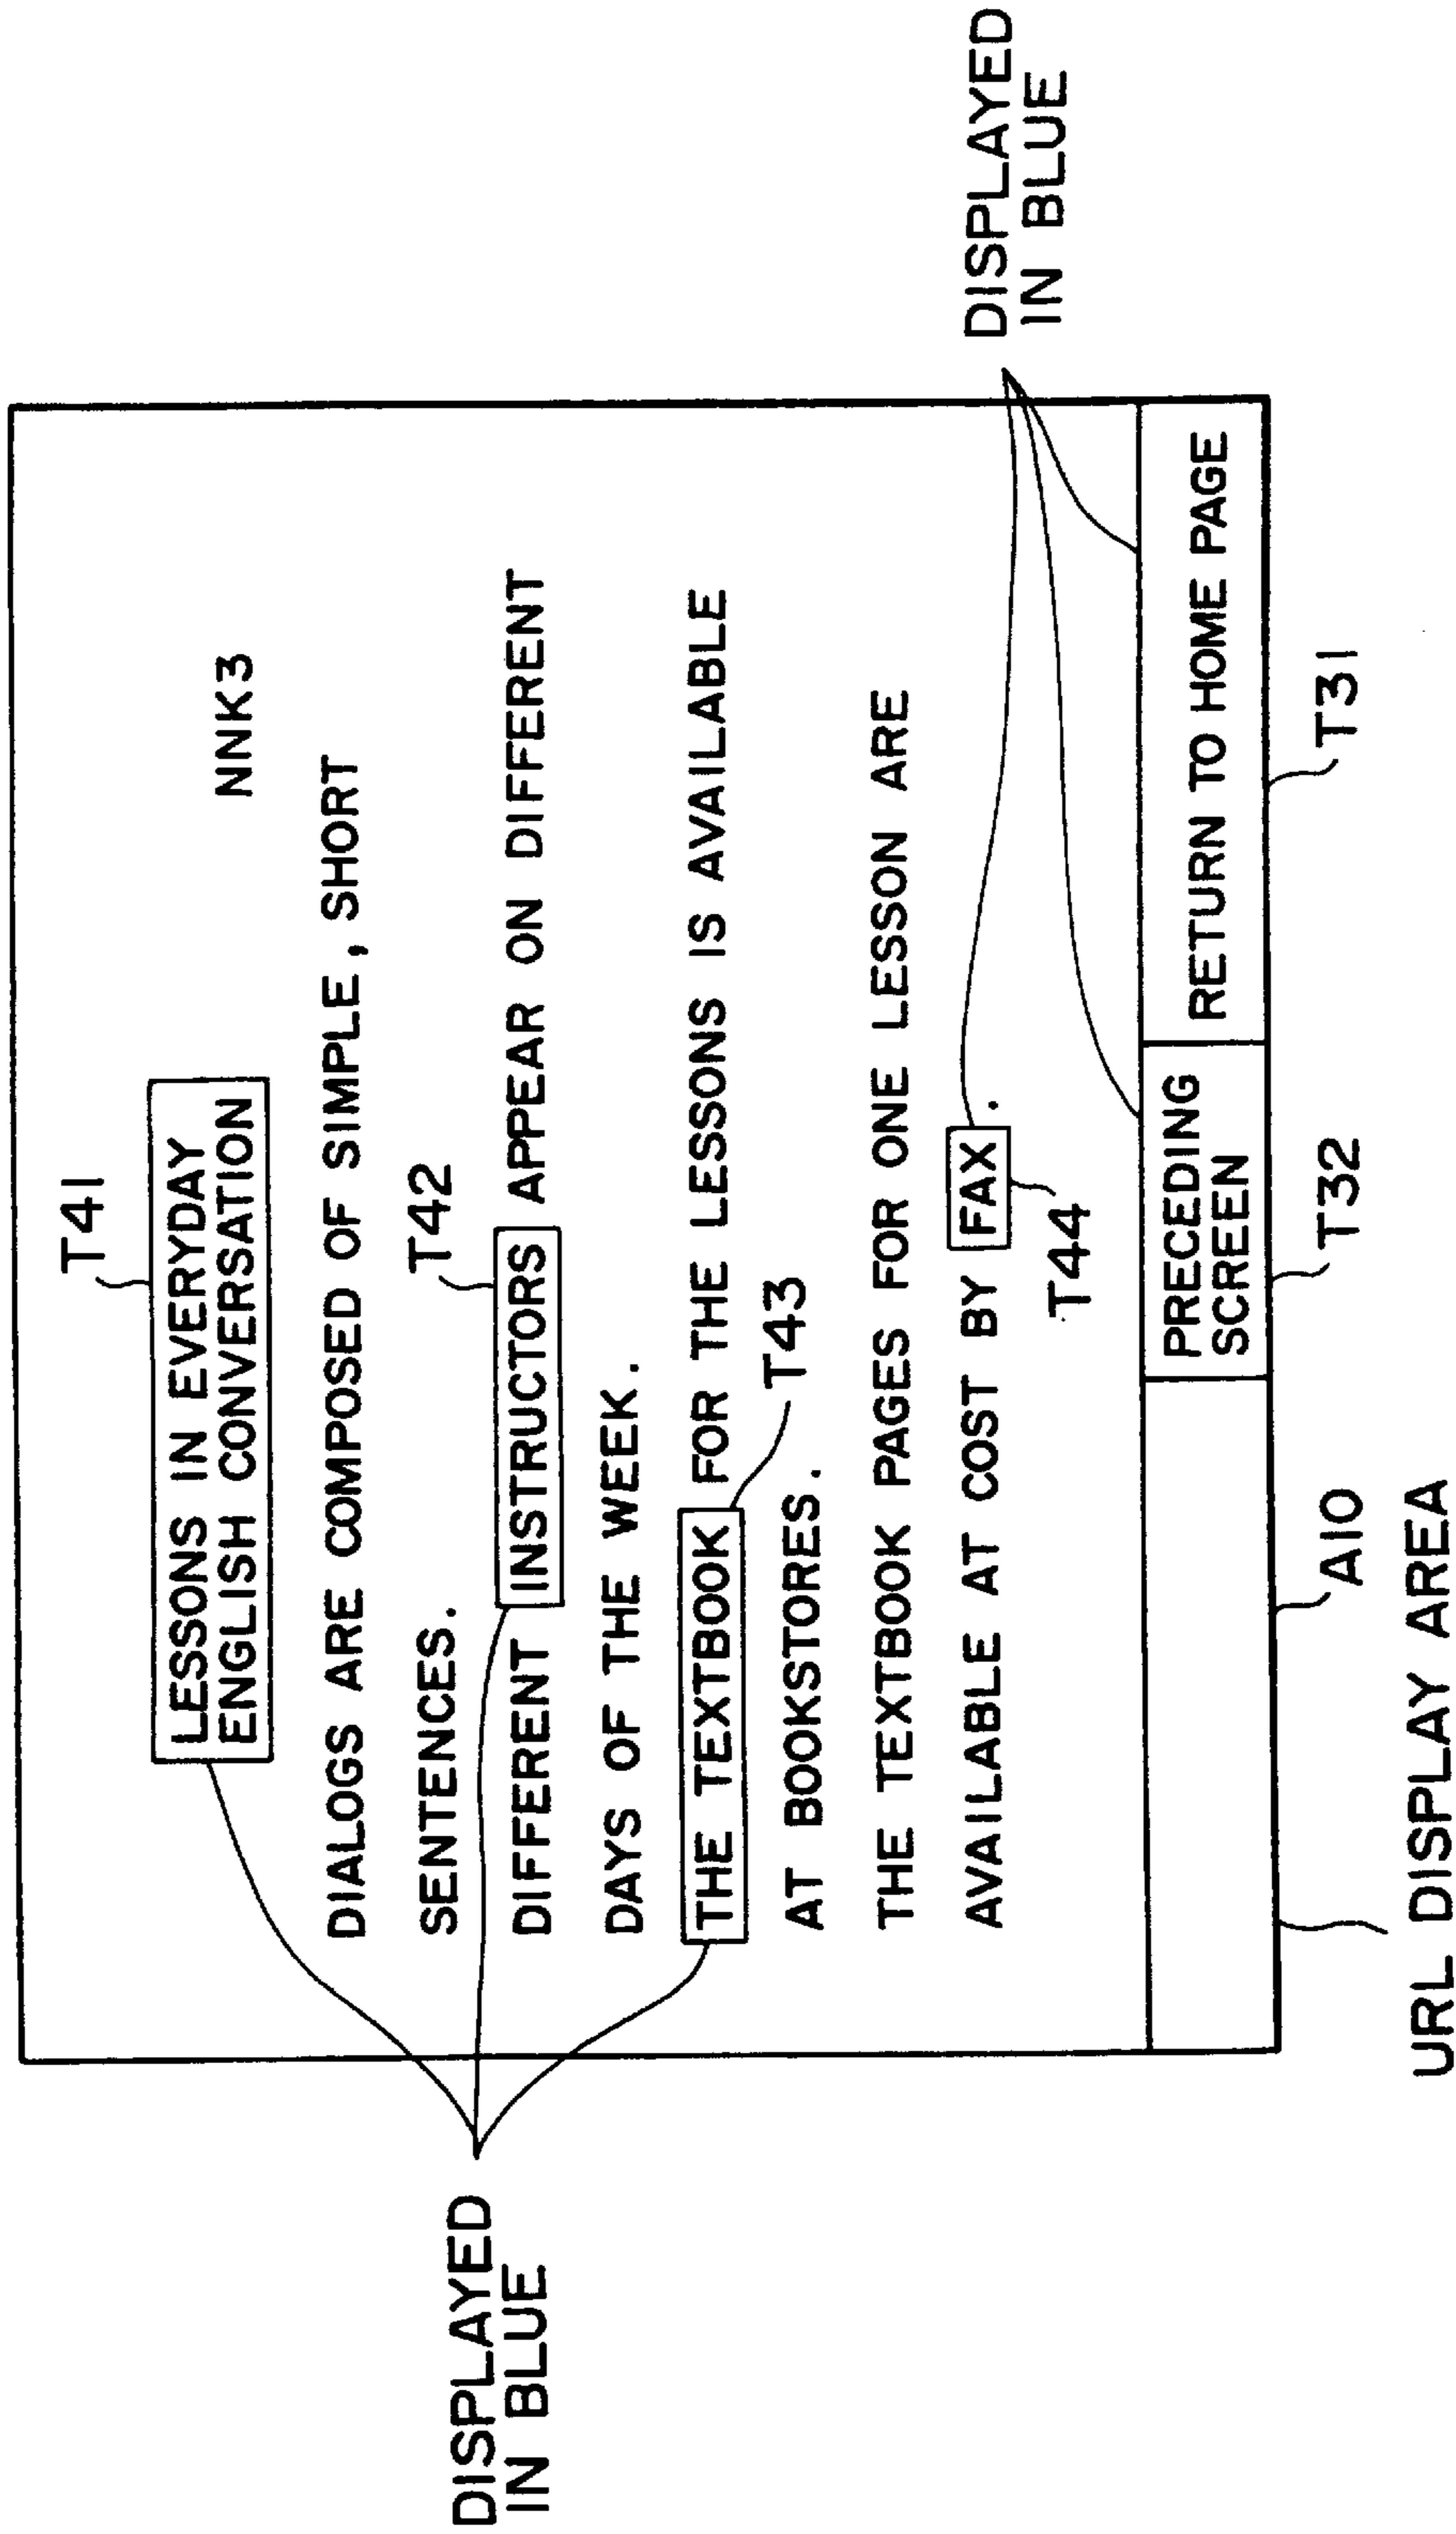 T41
LESSONS IN EVERYDAY
ENGLISH CONVERSATION
NNK3
DIALOGS ARE COMPOSED OF SIMPLE, SHORT
SENTENCES.
T42
DIFFERENT INSTRUCTORS APPEAR ON DIFFERENT
DAYS OF THE WEEK.
THE TEXTBOOK FOR THE LESSONS IS AVAILABLE
T43
AT BOOKSTORES.
THE TEXTBOOK PAGES FOR ONE LESSON ARE
AVAILABLE AT COST BY FAX.
T44
DISPLAYED
IN BLUE
DISPLAYED
IN BLUE
PRECEDING
SCREEN
RETURN TO HOME PAGE
A10
T32
T31
URL DISPLAY AREA